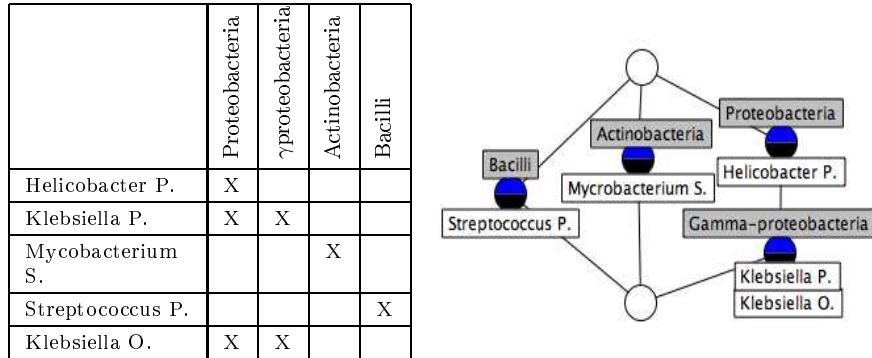 Proteobacteria
γproteobacteria
Actinobacteria
Bacilli
Helicobacter P.
X
Klebsiella P.
X X
Mycobacterium
S.
X
Streptococcus P.
X
Klebsiella O.
X X
Proteobacteria
Actinobacteria
Bacilli
Helicobacter P.
Mycrobacterium S.
Streptococcus P.
Gamma-proteobacteria
Klebsiella P.
Klebsiella O.